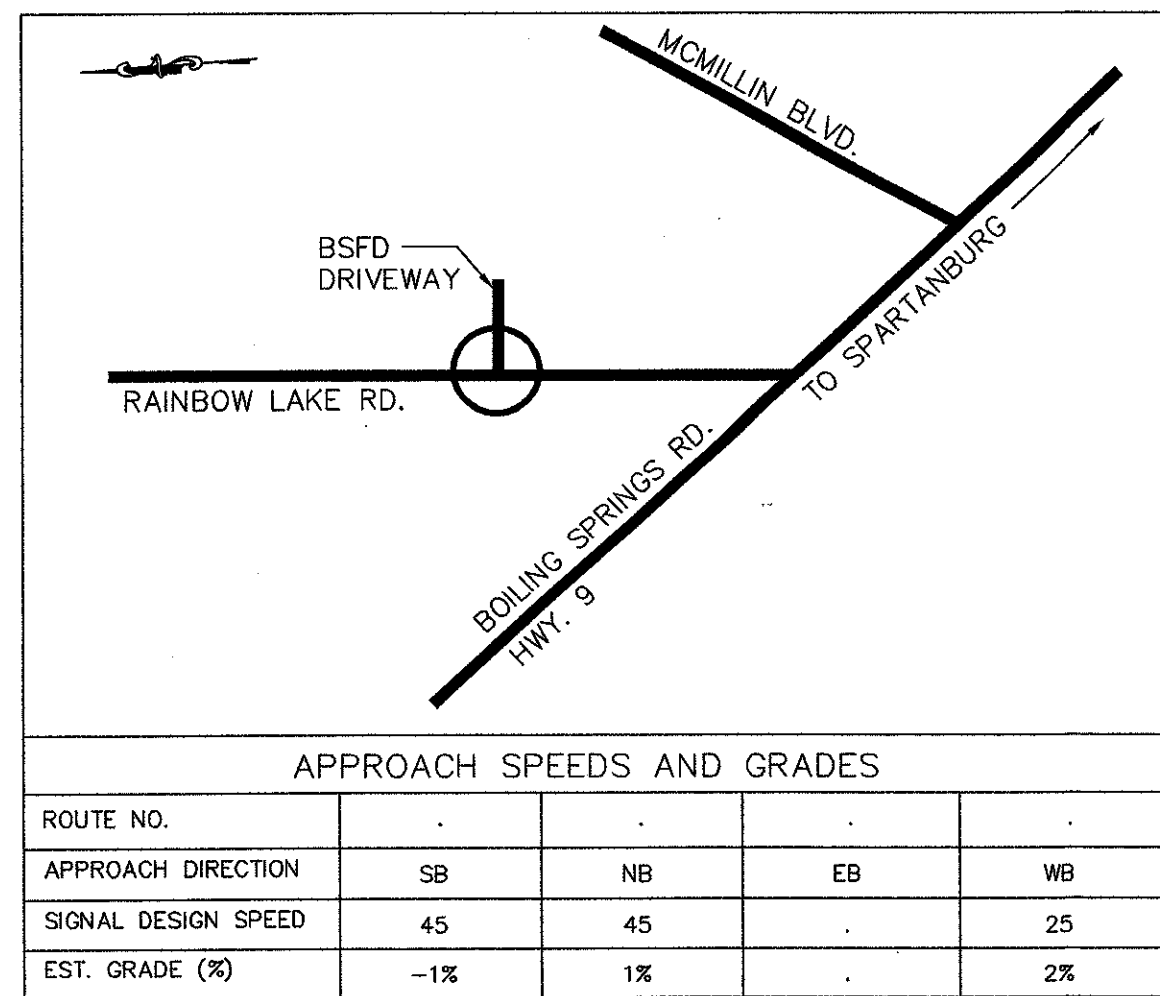 MCMILLIN BLVD.
BSFD
DRIVEWAY
RAINBOW LAKE RD.
TO SPARTANBURG
BOILING SPRINGS RD.
HWY. 9
APPROACH SPEEDS AND GRADES
ROUTE NO. . . . .
APPROACH DIRECTION SB NB EB WB
SIGNAL DESIGN SPEED 45 45 . 25
EST. GRADE (%) -1% 1% . 2%